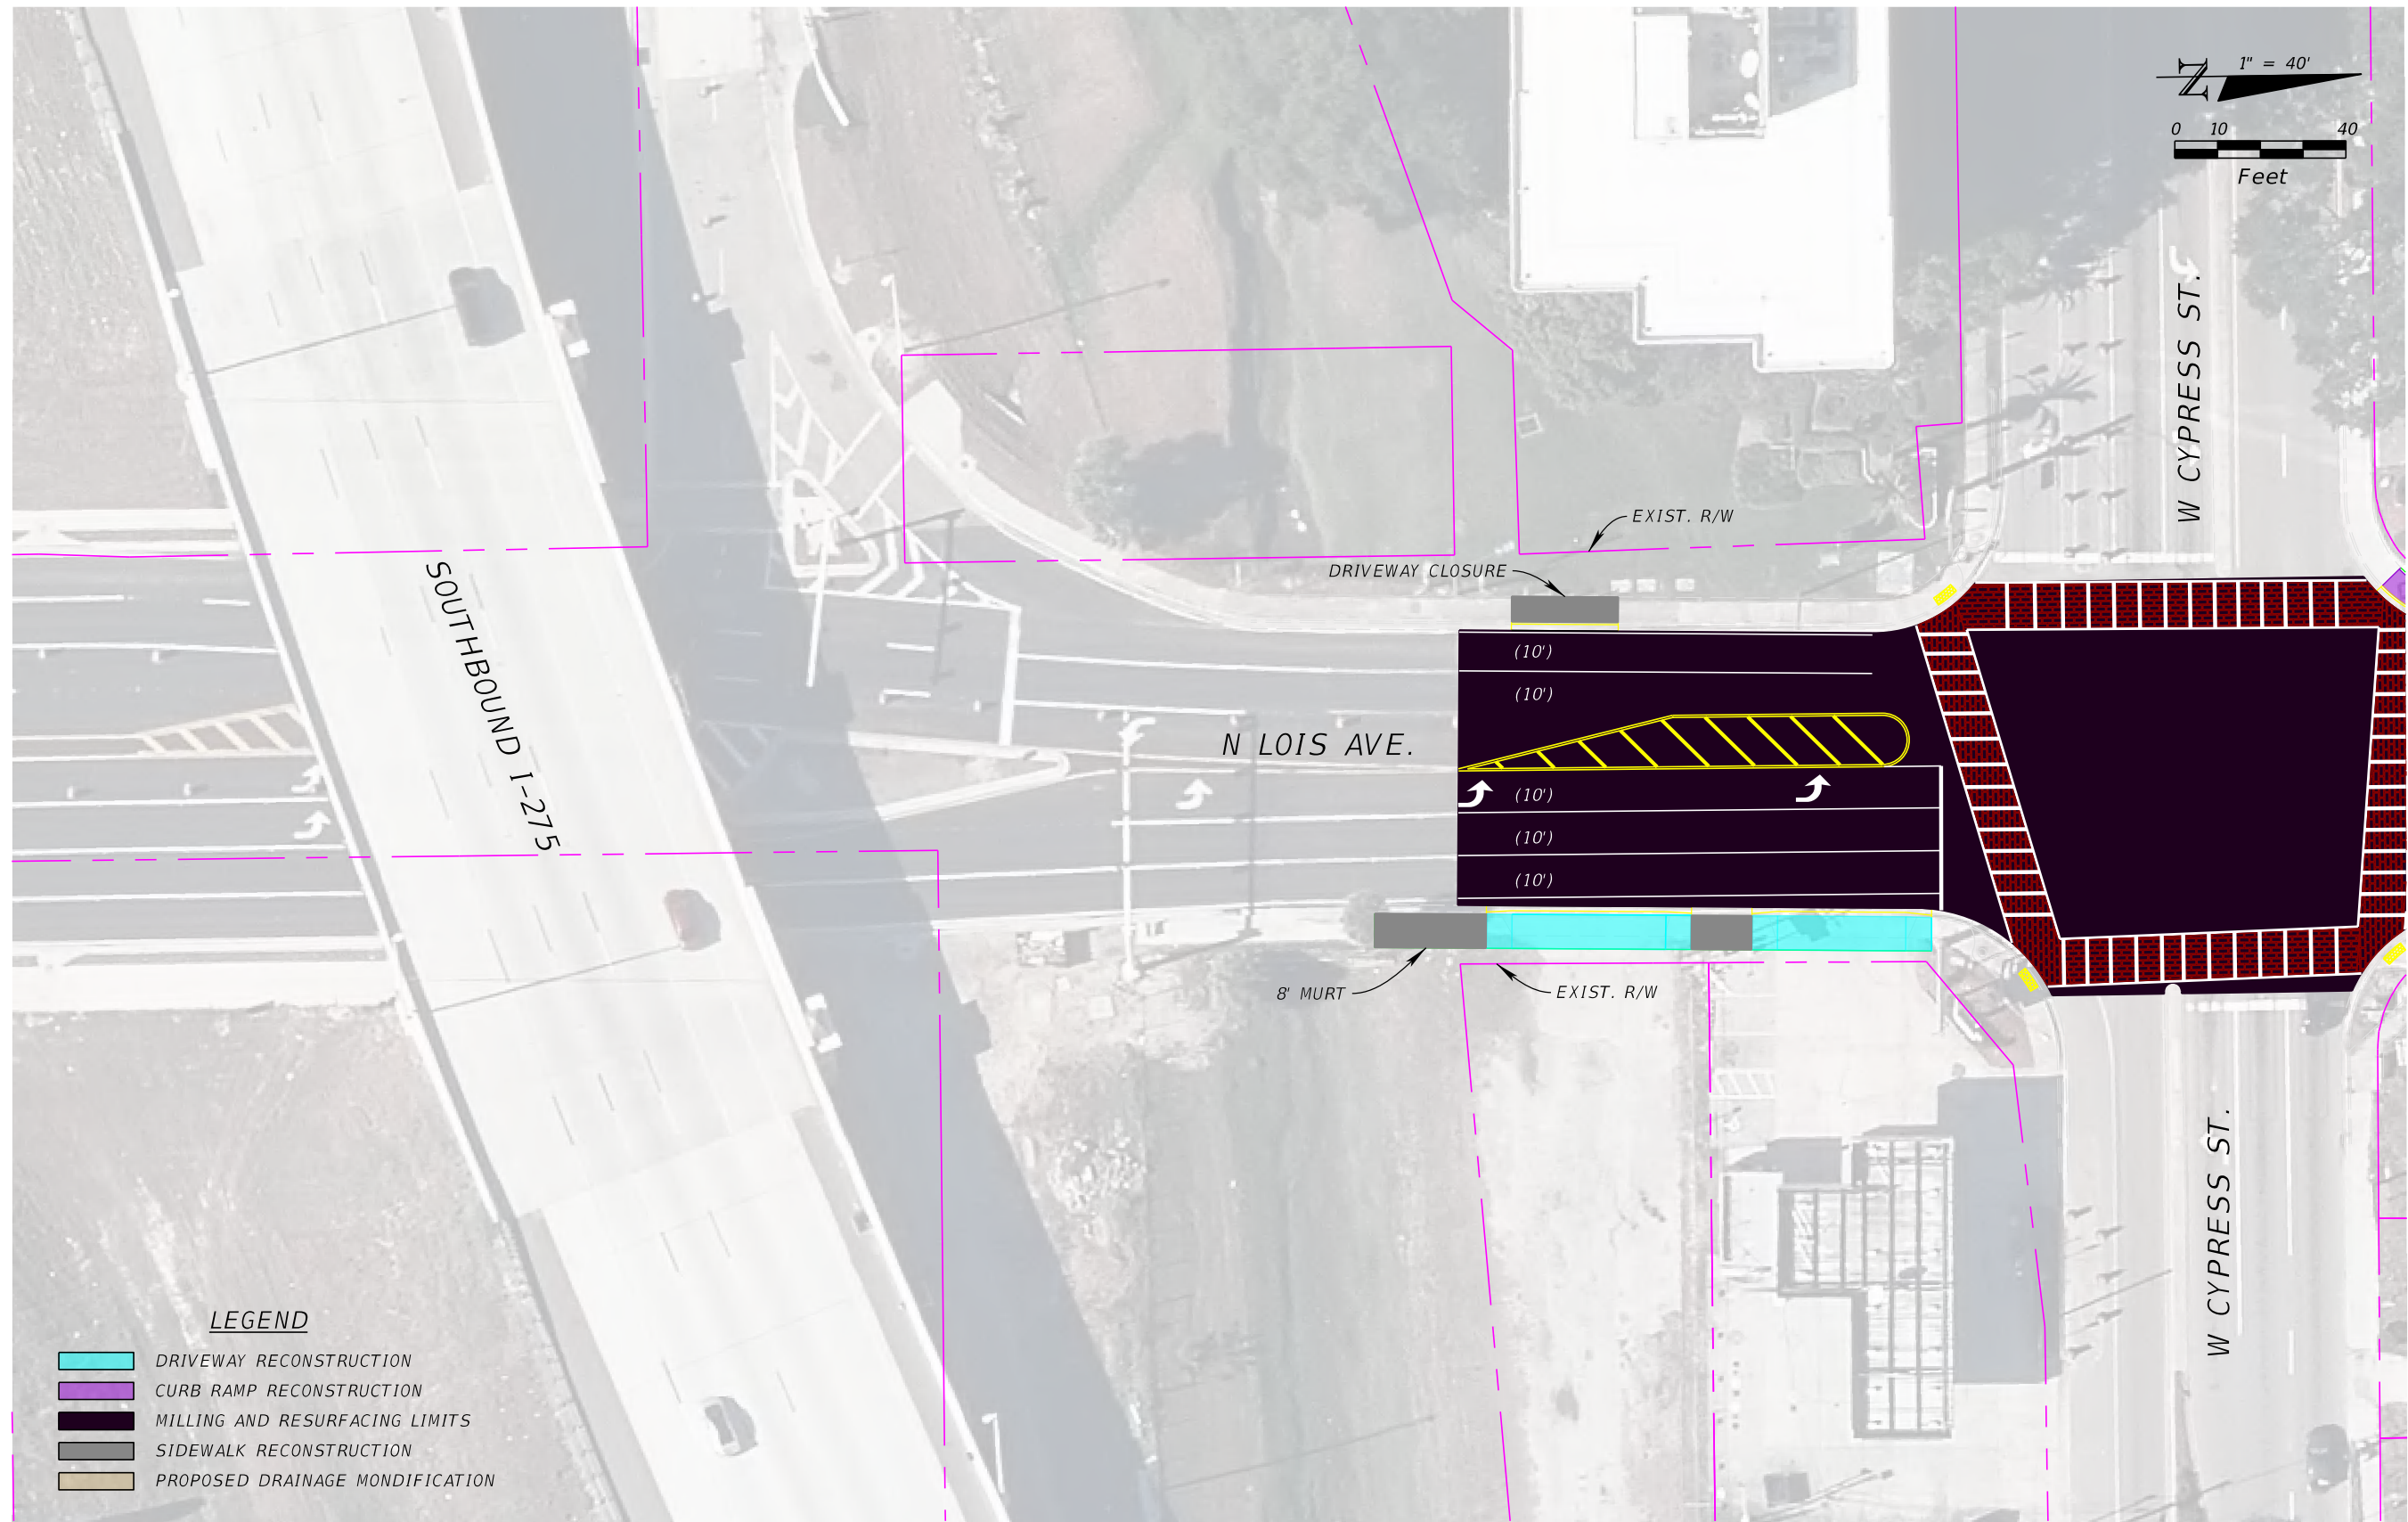 N
1" = 40'
0 10 40
Feet
W CYPRESS ST.
EXIST. R/W
DRIVEWAY CLOSURE
SOUTHBOUND I-275
(10')
(10')
N LOIS AVE.
(10')
(10')
(10')
8' MURT
EXIST. R/W
W CYPRESS ST.
LEGEND
DRIVEWAY RECONSTRUCTION
CURB RAMP RECONSTRUCTION
MILLING AND RESURFACING LIMITS
SIDEWALK RECONSTRUCTION
PROPOSED DRAINAGE MONDIFICATION